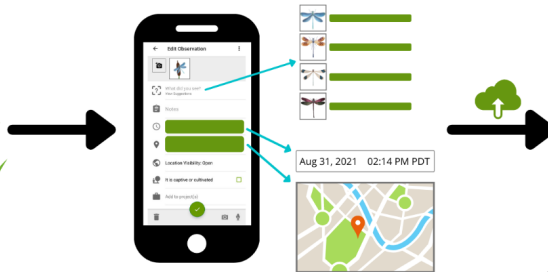 Edit Observation
What did you see?
View Suggestions
Notes
Location Visibility: Open
It is captive or cultivated
Add to project(s)
Aug 31, 2021 02:14 PM PDT